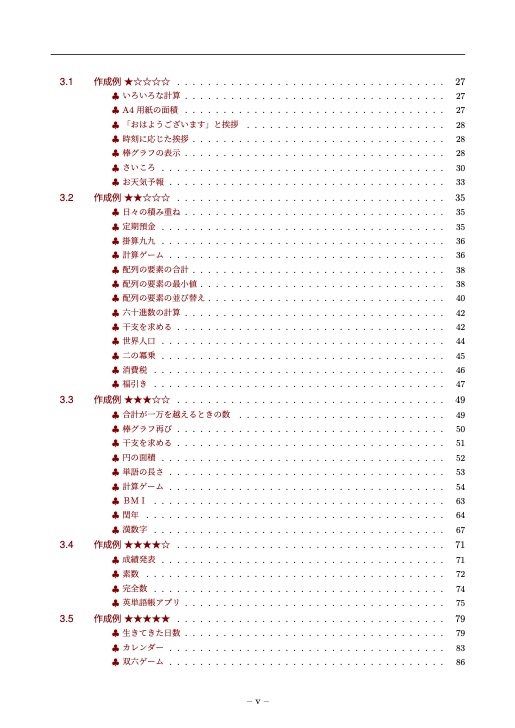 3.1 作成例 ★☆☆☆☆ . . . . . . . . . . 27
♣ いろいろな計算 . . . . . . . . . . 27
♣ A4 用紙の面積 . . . . . . . . . . 27
♣ 「おはようございます」と挨拶 . . . . . . . . . . 28
♣ 時刻に応じた挨拶 . . . . . . . . . . 28
♣ 棒グラフの表示 . . . . . . . . . . 28
♣ さいころ . . . . . . . . . . 30
♣ お天気予報 . . . . . . . . . . 33
3.2 作成例 ★★☆☆☆ . . . . . . . . . . 35
♣ 日々の積み重ね . . . . . . . . . . 35
♣ 定期預金 . . . . . . . . . . 35
♣ 掛算九九 . . . . . . . . . . 36
♣ 計算ゲーム . . . . . . . . . . 36
♣ 配列の要素の合計 . . . . . . . . . . 38
♣ 配列の要素の最小値 . . . . . . . . . . 38
♣ 配列の要素の並び替え . . . . . . . . . . 40
♣ 六十進数の計算 . . . . . . . . . . 42
♣ 干支を求める . . . . . . . . . . 42
♣ 世界人口 . . . . . . . . . . 44
♣ 二の冪乗 . . . . . . . . . . 45
♣ 消費税 . . . . . . . . . . 46
♣ 福引き . . . . . . . . . . 47
3.3 作成例 ★★★☆☆ . . . . . . . . . . 49
♣ 合計が一万を越えるときの数 . . . . . . . . . . 49
♣ 棒グラフ再び . . . . . . . . . . 50
♣ 干支を求める . . . . . . . . . . 51
♣ 円の面積 . . . . . . . . . . 52
♣ 単語の長さ . . . . . . . . . . 53
♣ 計算ゲーム . . . . . . . . . . 54
♣ ＢＭＩ . . . . . . . . . . 63
♣ 閏年 . . . . . . . . . . 64
♣ 漢数字 . . . . . . . . . . 67
3.4 作成例 ★★★★☆ . . . . . . . . . . 71
♣ 成績発表 . . . . . . . . . . 71
♣ 素数 . . . . . . . . . . 72
♣ 完全数 . . . . . . . . . . 74
♣ 英単語帳アプリ . . . . . . . . . . 75
3.5 作成例 ★★★★★ . . . . . . . . . . 79
♣ 生きてきた日数 . . . . . . . . . . 79
♣ カレンダー . . . . . . . . . . 83
♣ 双六ゲーム . . . . . . . . . . 86
– v –